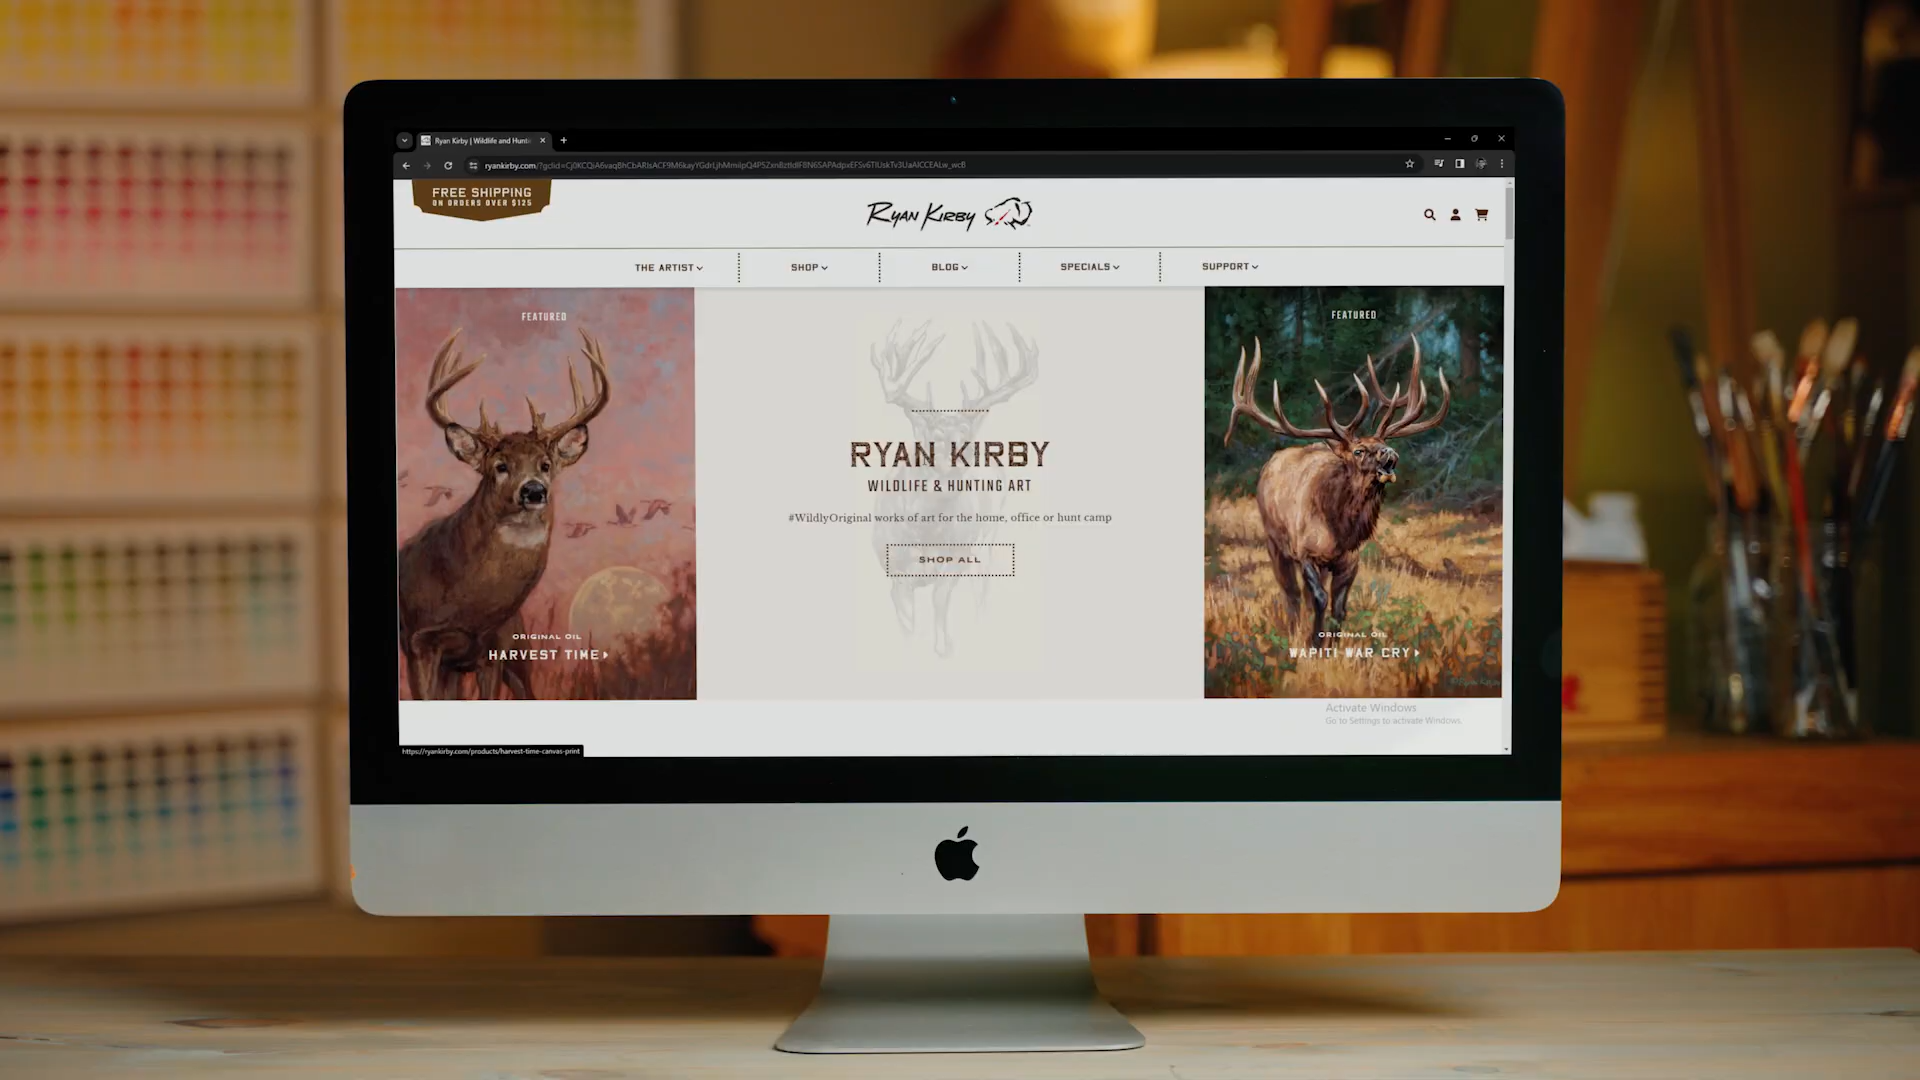 Ryan Kirby | Wildlife and Hunti
ryankirby.com
FREE SHIPPING
ON ORDERS OVER $125
RYAN KIRBY
THE ARTIST
SHOP
BLOG
SPECIALS
SUPPORT
FEATURED
ORIGINAL OIL
HARVEST TIME
RYAN KIRBY
WILDLIFE & HUNTING ART
#WildlyOriginal works of art for the home, office or hunt camp
SHOP ALL
FEATURED
ORIGINAL OIL
WAPITI WAR CRY
Activate Windows
Go to Settings to activate Windows.
https://ryankirby.com/products/harvest-time-canvas-print